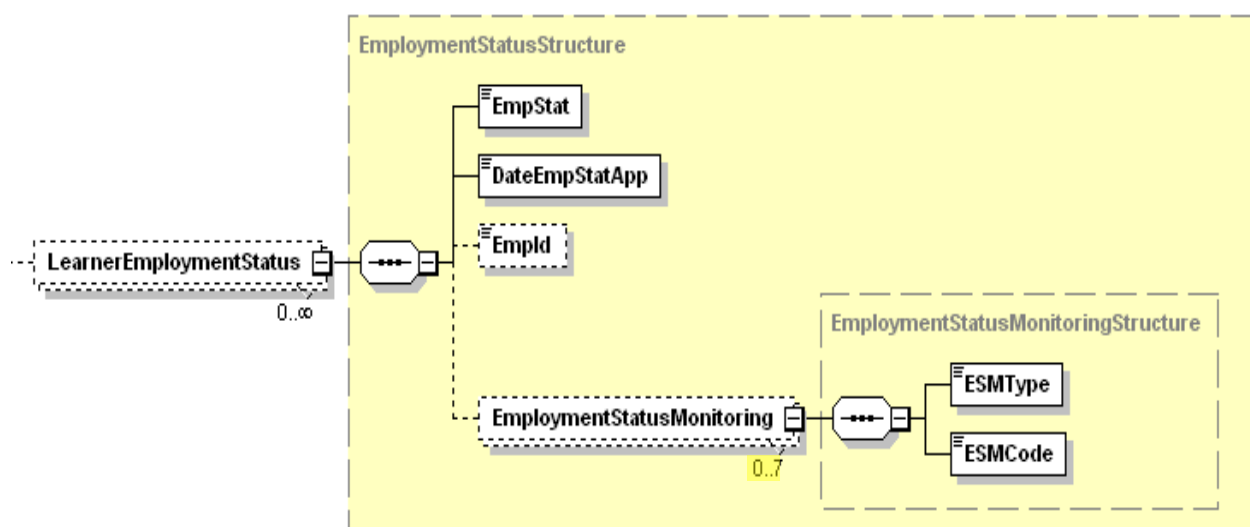 EmploymentStatusStructure
EmpStat
DateEmpStatApp
EmpId
LearnerEmploymentStatus
0..∞
EmploymentStatusMonitoringStructure
ESMType
EmploymentStatusMonitoring
0..7
ESMCode